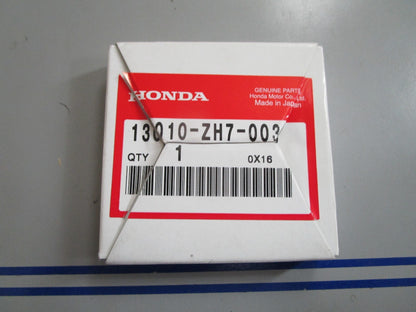 HONDA
GENUINE PARTS
Honda Motor Co., Ltd.
Made in Japan
13010-ZH7-003
QTY 1 0X16